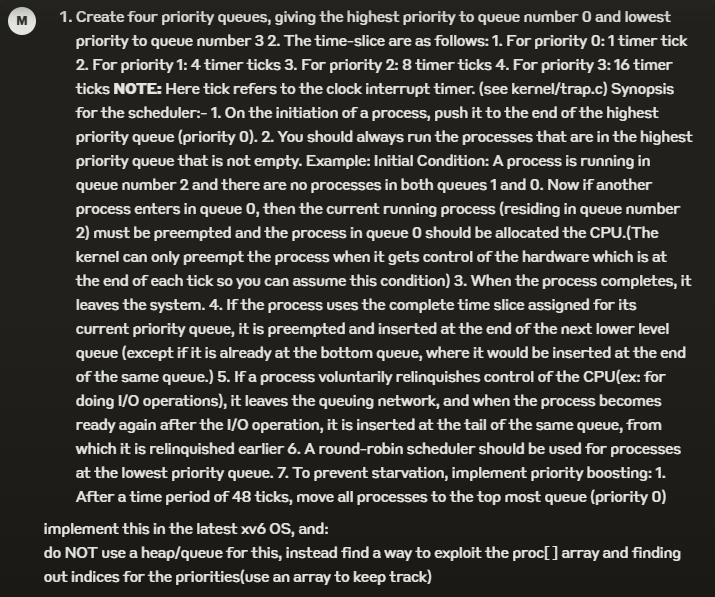 M
1. Create four priority queues, giving the highest priority to queue number 0 and lowest
priority to queue number 3 2. The time-slice are as follows: 1. For priority 0: 1 timer tick
2. For priority 1: 4 timer ticks 3. For priority 2: 8 timer ticks 4. For priority 3: 16 timer
ticks NOTE: Here tick refers to the clock interrupt timer. (see kernel/trap.c) Synopsis
for the scheduler:- 1. On the initiation of a process, push it to the end of the highest
priority queue (priority 0). 2. You should always run the processes that are in the highest
priority queue that is not empty. Example: Initial Condition: A process is running in
queue number 2 and there are no processes in both queues 1 and 0. Now if another
process enters in queue 0, then the current running process (residing in queue number
2) must be preempted and the process in queue 0 should be allocated the CPU.(The
kernel can only preempt the process when it gets control of the hardware which is at
the end of each tick so you can assume this condition) 3. When the process completes, it
leaves the system. 4. If the process uses the complete time slice assigned for its
current priority queue, it is preempted and inserted at the end of the next lower level
queue (except if it is already at the bottom queue, where it would be inserted at the end
of the same queue.) 5. If a process voluntarily relinquishes control of the CPU(ex: for
doing I/O operations), it leaves the queuing network, and when the process becomes
ready again after the I/O operation, it is inserted at the tail of the same queue, from
which it is relinquished earlier 6. A round-robin scheduler should be used for processes
at the lowest priority queue. 7. To prevent starvation, implement priority boosting: 1.
After a time period of 48 ticks, move all processes to the top most queue (priority 0)
implement this in the latest xv6 OS, and:
do NOT use a heap/queue for this, instead find a way to exploit the proc[ ] array and finding
out indices for the priorities(use an array to keep track)